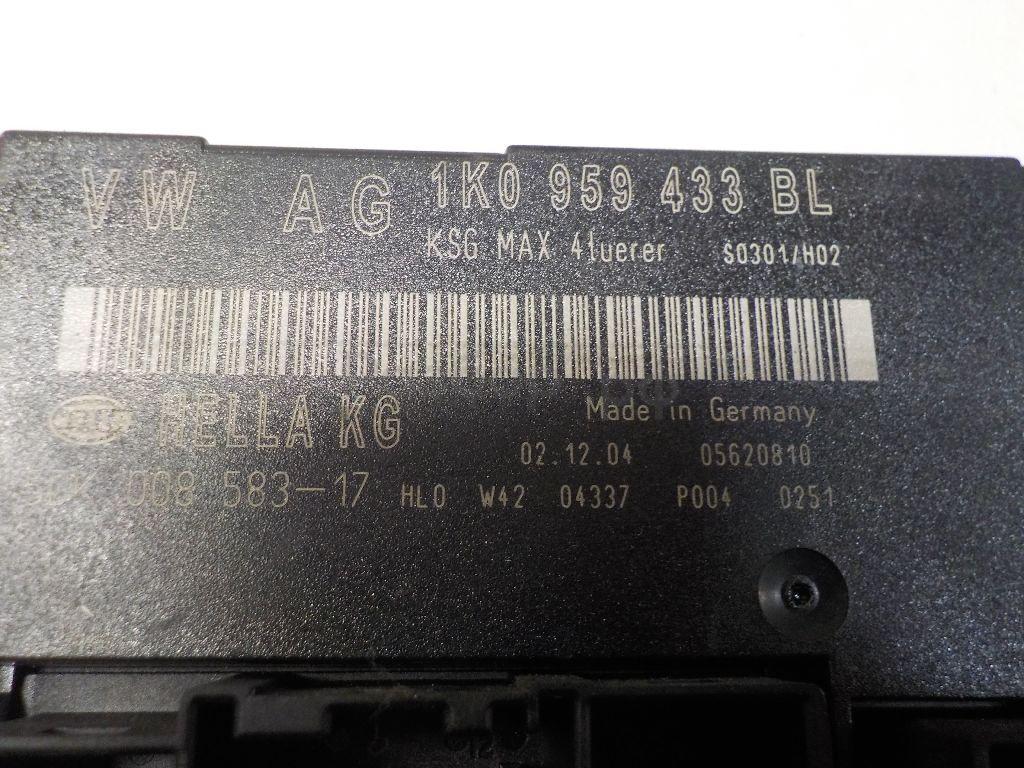 VW AG 1K0 959 433 BL
KSG MAX 4luerer S0301/H02
HELLA KG Made in Germany
02.12.04 05620810
008 583-17 HLO W42 04337 P004 0251